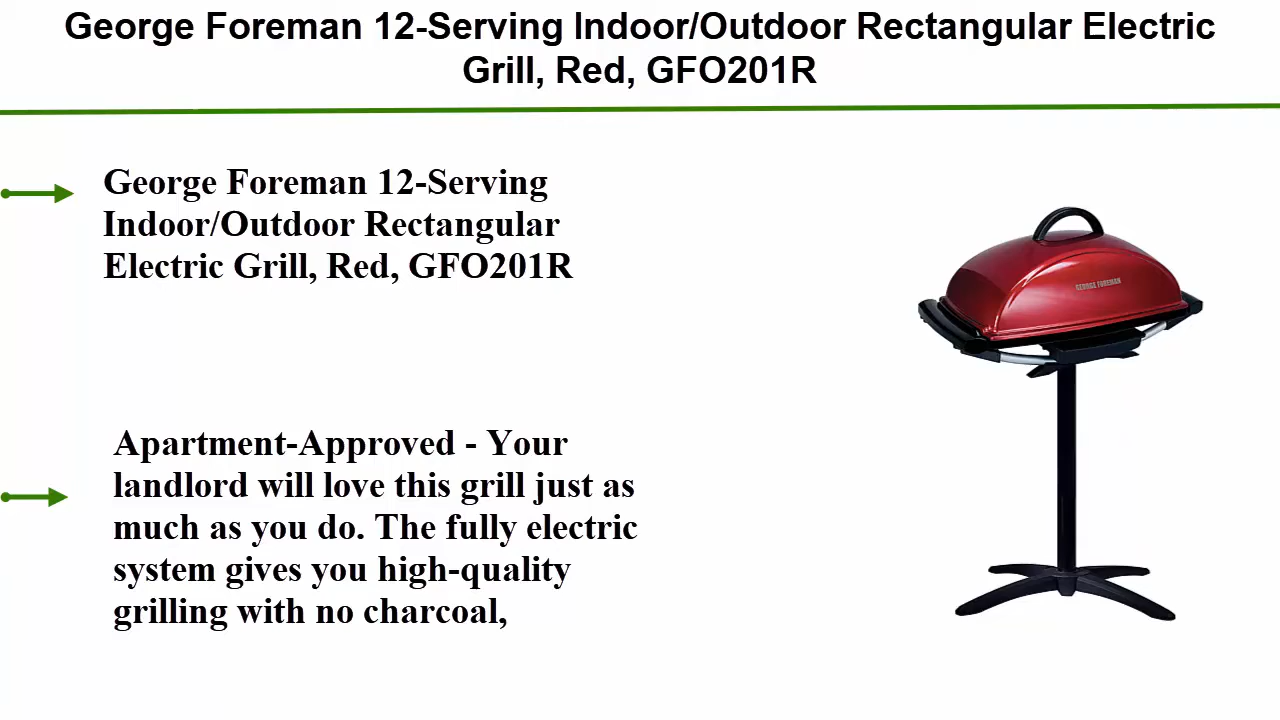 George Foreman 12-Serving Indoor/Outdoor Rectangular Electric
Grill, Red, GFO201R
George Foreman 12-Serving
Indoor/Outdoor Rectangular
Electric Grill, Red, GFO201R
GEORGE FOREMAN
Apartment-Approved - Your
landlord will love this grill just as
much as you do. The fully electric
system gives you high-quality
grilling with no charcoal,